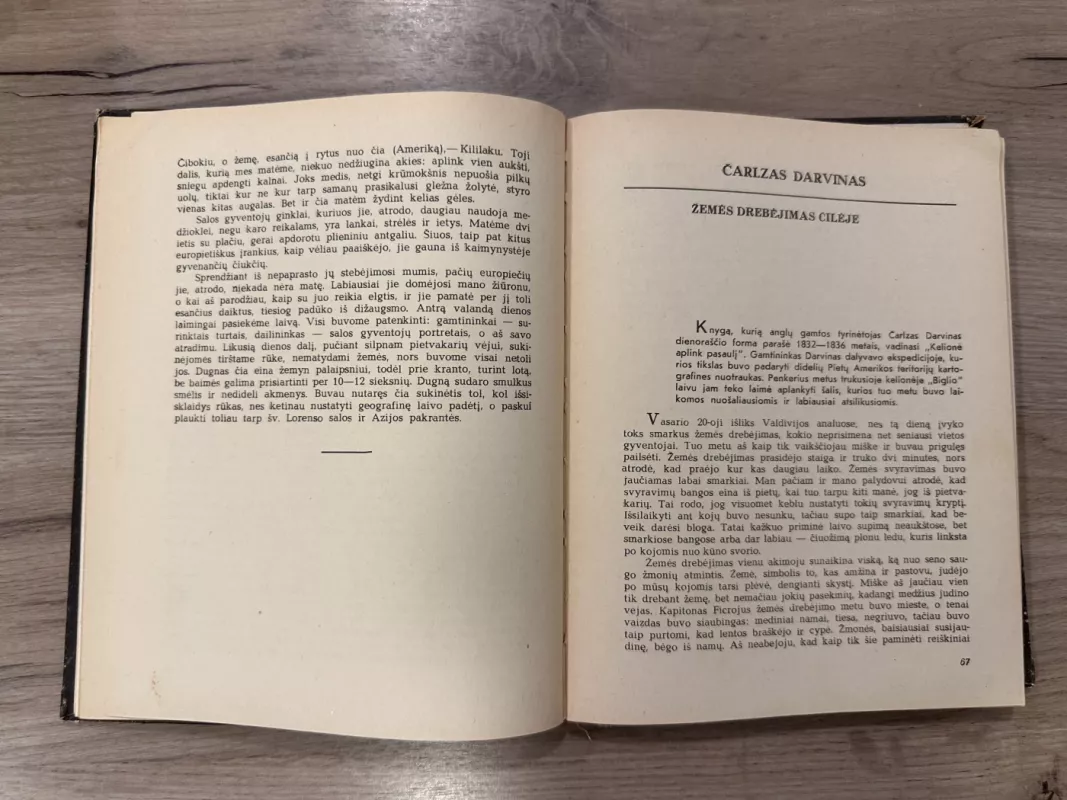 Čibokiu, o žemę, esančią į rytus nuo čia (Ameriką),— Kililaku. Toji
dalis, kurią mes matėme, niekuo nedžiugina akies: aplink vien aukšti,
sniegu apdengti kalnai. Joks medis, netgi krūmokšnis nepuošia pilkų
uolų, tiktai kur ne kur tarp samanų prasikalusi gležna žolytė, styro
vienas kitas augalas. Bet ir čia matėm žydint kelias gėles.
Salos gyventojų ginklai, kuriuos jie, atrodo, daugiau naudoja me-
džioklei, negu karo reikalams, yra lankai, strėlės ir ietys. Matėme dvi
ietis su plačiu, gerai apdorotu plieniniu antgaliu. Šiuos, taip pat kitus
europietiškus įrankius, kaip vėliau paaiškėjo, jie gauna iš kaimynystėje
gyvenančių čiukčių.
Sprendžiant iš nepaprasto jų stebėjimosi mumis, pačių europiečių
jie, atrodo, niekada nėra matę. Labiausiai jie domėjosi mano žiūronu,
o kai aš parodžiau, kaip su juo reikia elgtis, ir jie pamatė per jį toli
esančius daiktus, tiesiog padūko iš džiaugsmo. Antrą valandą dienos
laimingai pasiekėme laivą. Visi buvome patenkinti: gamtininkai — su-
rinktais turtais, dailininkas — salos gyventojų portretais, o aš savo
atradimu. Likusią dienos dalį, pučiant silpnam pietvakarių vėjui, suki-
nėjomės tirštame rūke, nematydami žemės, nors buvome visai netoli
jos. Dugnas čia eina žemyn palaipsniui, todėl prie kranto, turint lotą,
be baimės galima prisiartinti per 10—12 sieksnių. Dugną sudaro smulkus
smėlis ir nedideli akmenys. Buvau nutaręs čia sukinėtis tol, kol išsi-
sklaidys rūkas, nes ketinau nustatyti geografinę laivo padėtį, o paskui
plaukti toliau tarp šv. Lorenso salos ir Azijos pakrantės.
ČARLZAS DARVINAS
ŽEMĖS DREBĖJIMAS ČILĖJE
Knygą, kurią anglų gamtos tyrinėtojas Čarlzas Darvinas
dienoraščio forma parašė 1832—1836 metais, vadinasi „Kelionė
aplink pasaulį". Gamtininkas Darvinas dalyvavo ekspedicijoje, ku-
rios tikslas buvo padaryti didelių Pietų Amerikos teritorijų karto-
grafines nuotraukas. Penkerius metus trukusioje kelionėje „Biglio"
laivu jam teko laimė aplankyti šalis, kurios tuo metu buvo lai-
komos nuošaliausiomis ir labiausiai atsilikusiomis.
Vasario 20-oji išliks Valdivijos analuose, nes tą dieną įvyko
toks smarkus žemės drebėjimas, kokio neprisimena net seniausi vietos
gyventojai. Tuo metu aš kaip tik vaikščiojau miške ir buvau prigulęs
pailsėti. Žemės drebėjimas prasidėjo staiga ir truko dvi minutes, nors
atrodė, kad praėjo kur kas daugiau laiko. Žemės svyravimas buvo
jaučiamas labai smarkiai. Man pačiam ir mano palydovui atrodė, kad
svyravimų bangos eina iš pietų, kai tuo tarpu kiti manė, jog iš pietva-
karių. Tai rodo, jog visuomet keblu nustatyti tokių svyravimų kryptį.
Išsilaikyti ant kojų buvo nesunku, tačiau supo taip smarkiai, kad be-
veik darėsi bloga. Tatai kažkuo priminė laivo supimą neaukštose, bet
smarkiose bangose arba dar labiau — čiuožimą plonu ledu, kuris linksta
po kojomis nuo kūno svorio.
Žemės drebėjimas vienu akimoju sunaikina viską, ką nuo seno sau-
go žmonių atmintis. Žemė, simbolis to, kas amžina ir pastovu, judėjo
po mūsų kojomis tarsi plėvė, dengianti skystį. Miške aš jaučiau vien
tik drebant žemę, bet nemačiau jokių pasekmių, kadangi medžius judino
vėjas. Kapitonas Ficrojus žemės drebėjimo metu buvo mieste, o tenai
vaizdas buvo siaubingas: mediniai namai, tiesa, negriuvo, tačiau buvo
taip purtomi, kad lentos braškėjo ir cypė. Žmonės, baisiausiai susijau-
dinę, bėgo iš namų. Aš neabejoju, kad kaip tik šie paminėti reiškiniai
67